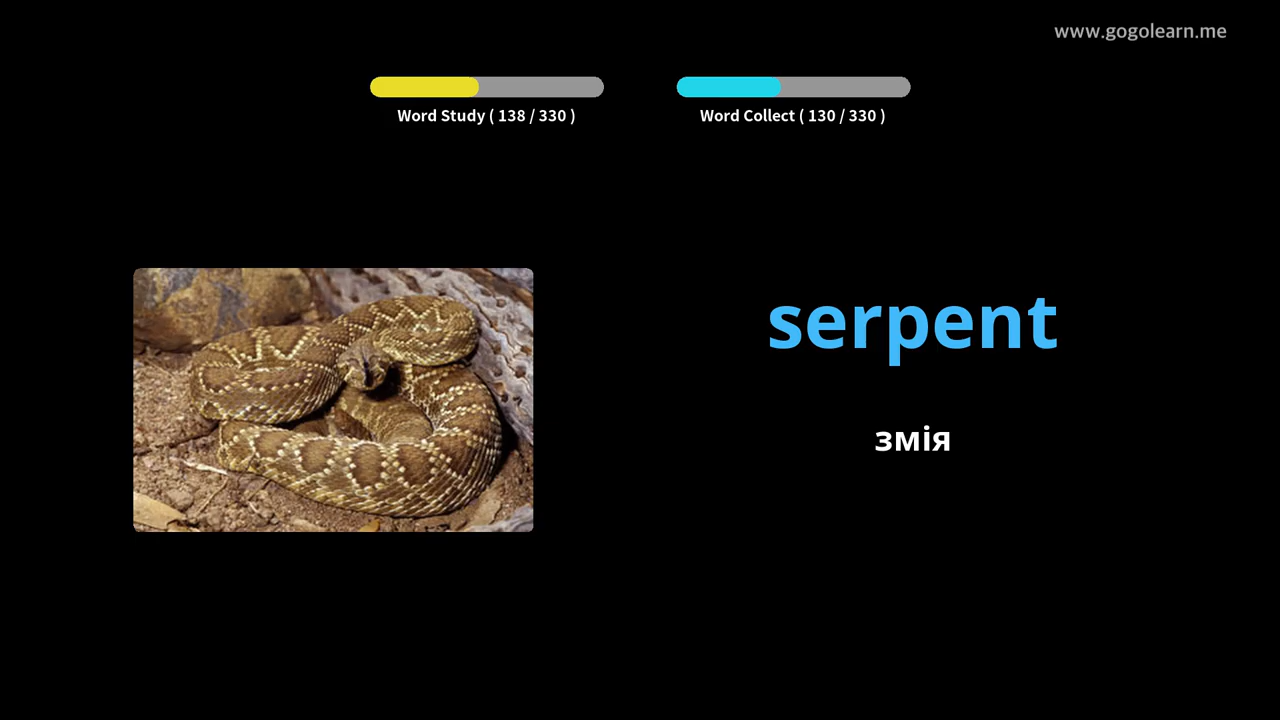 www.gogolearn.me
Word Study ( 138 / 330 )
Word Collect ( 130 / 330 )
serpent
змія